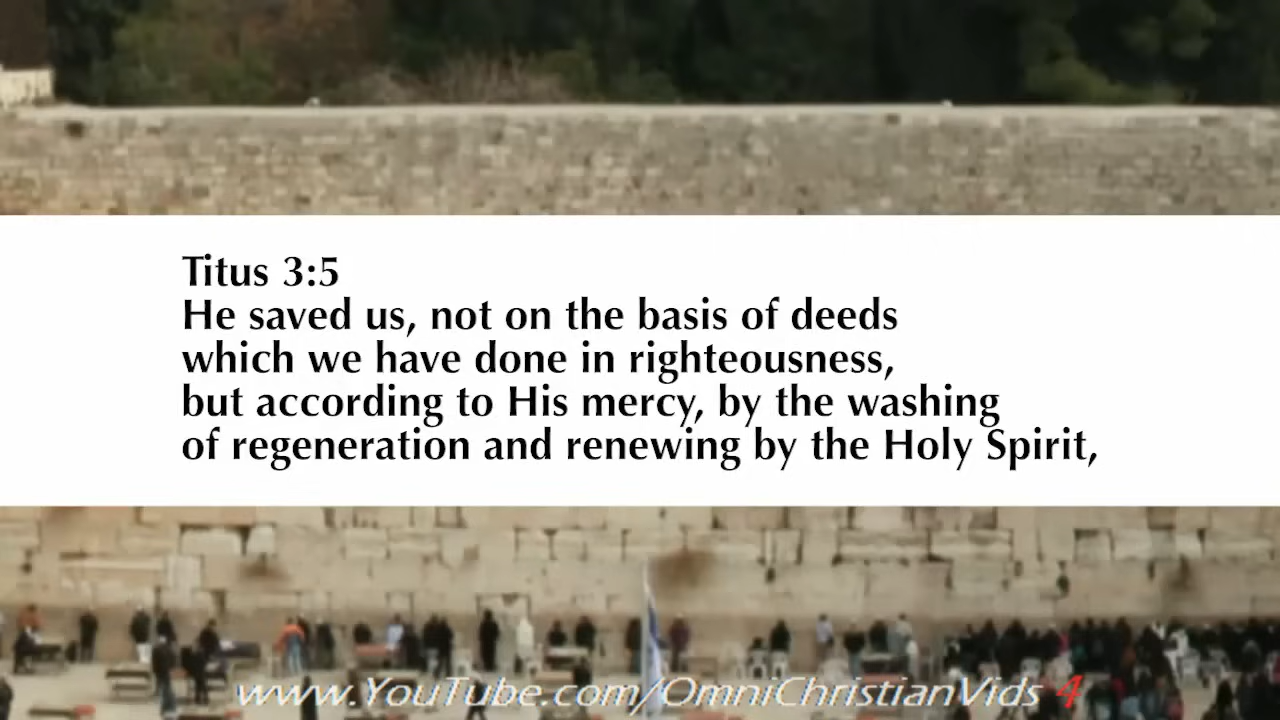 Titus 3:5
He saved us, not on the basis of deeds
which we have done in righteousness,
but according to His mercy, by the washing
of regeneration and renewing by the Holy Spirit,
www.YouTube.com/OmniChristianVids 4